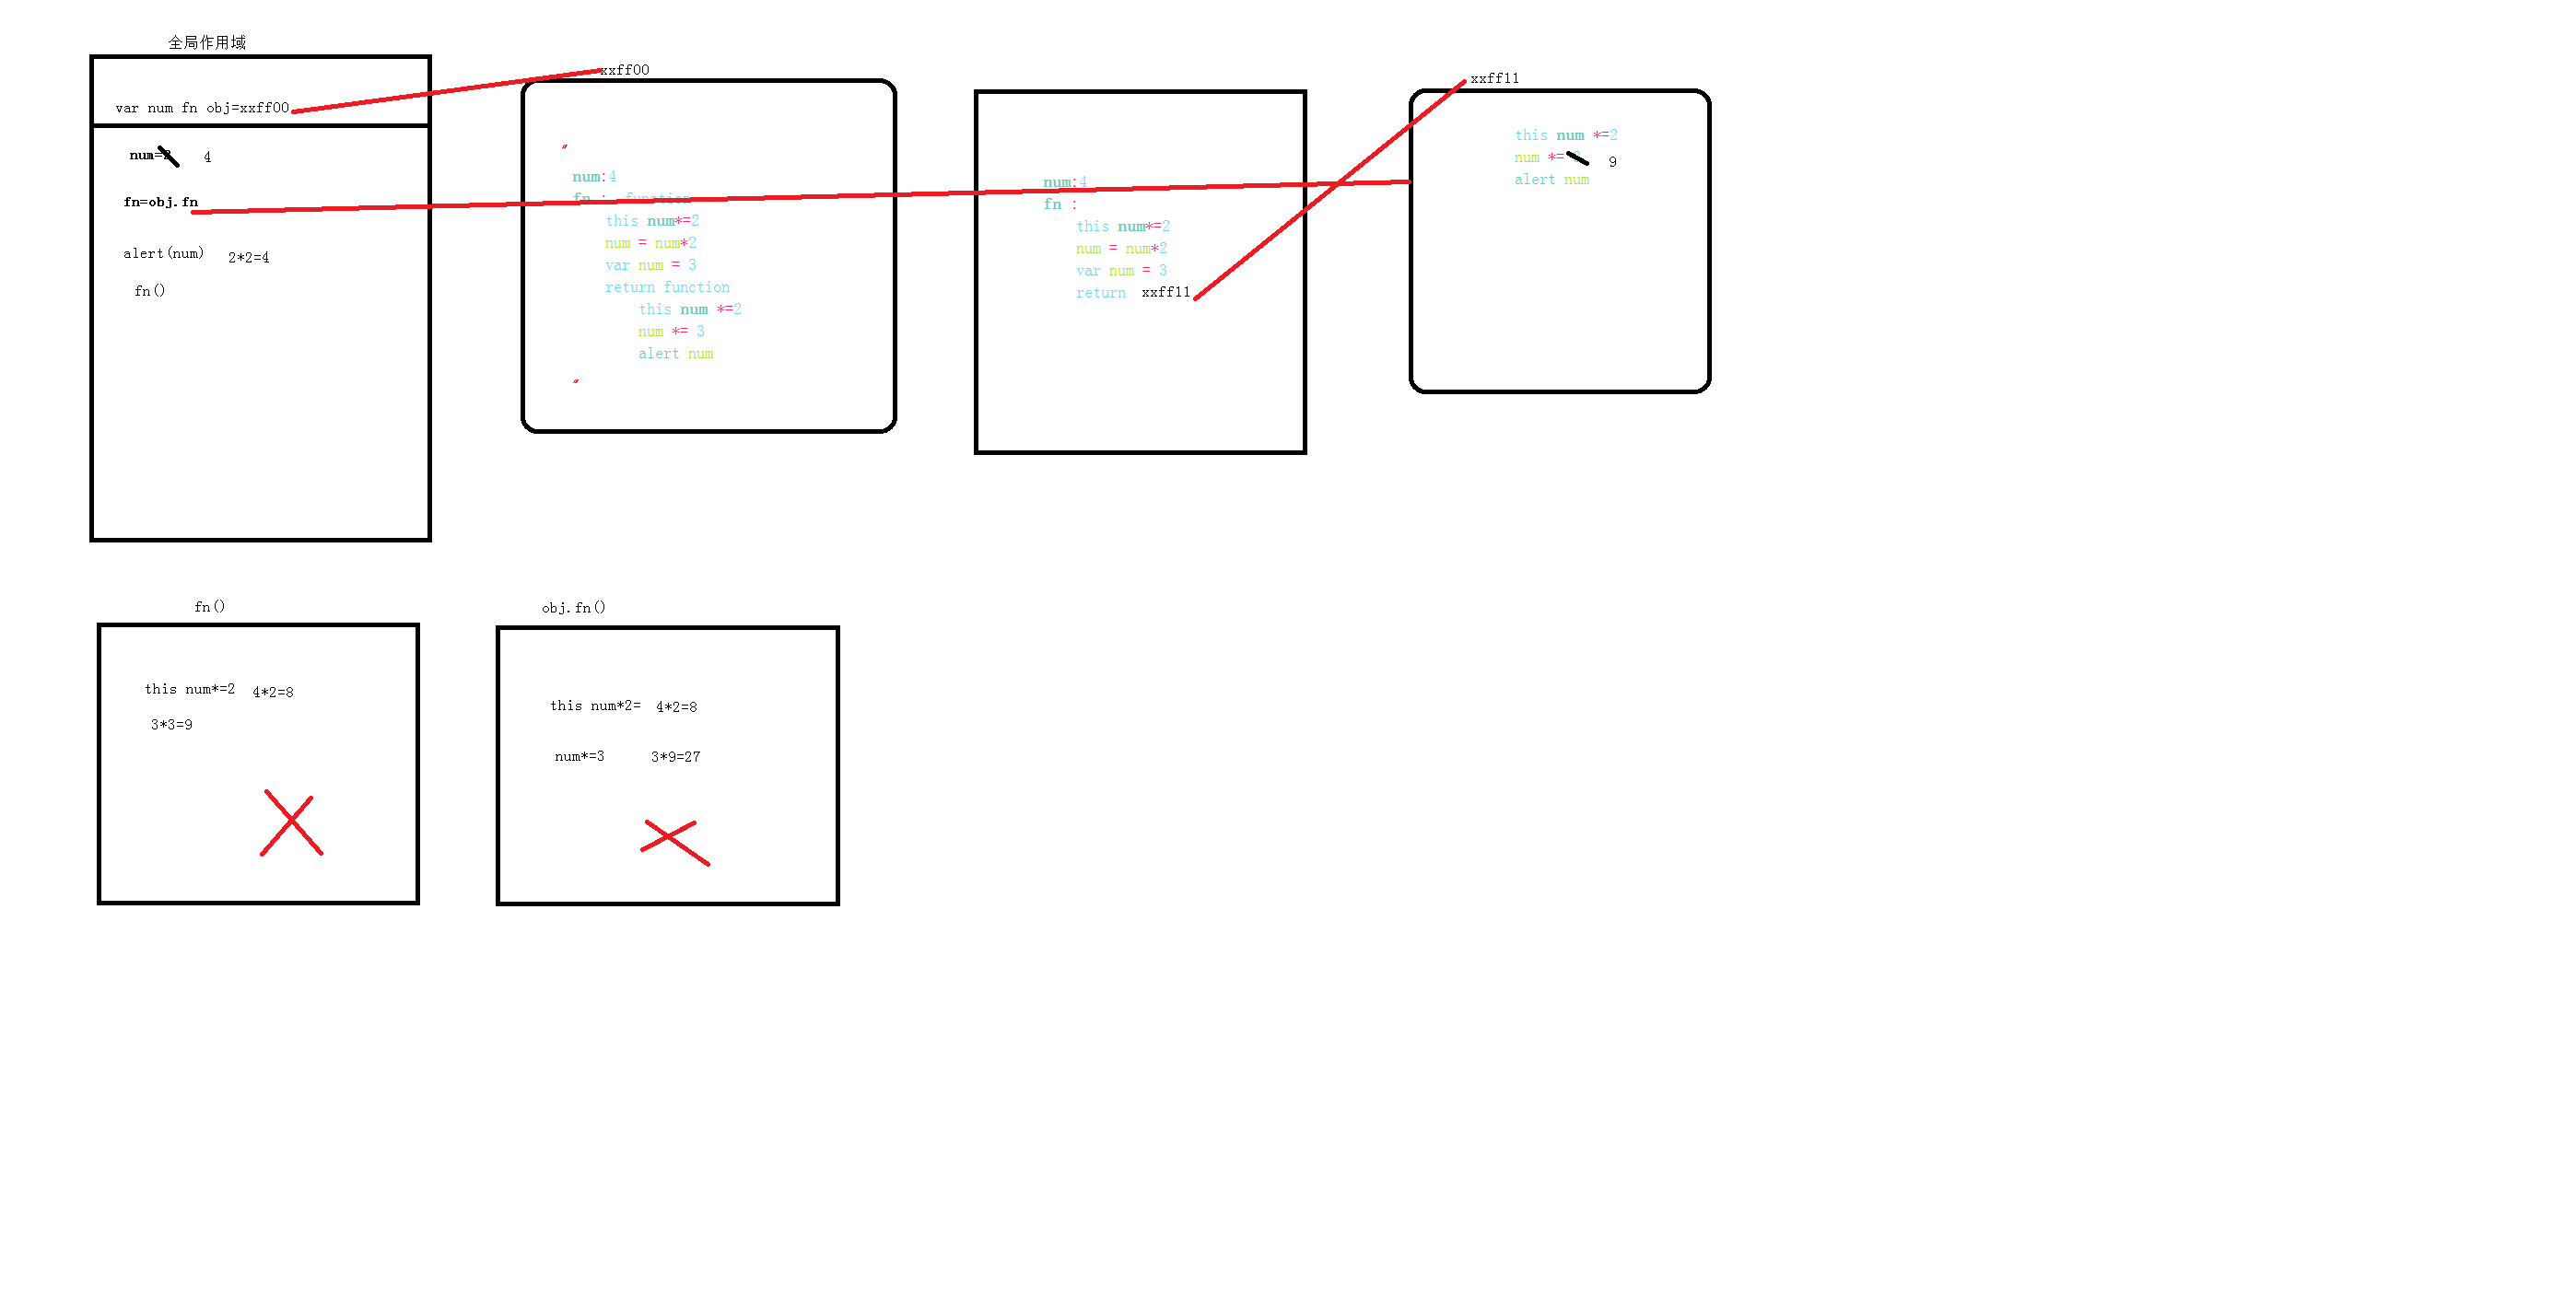 全局作用域
var num fn obj=xxff00
num=2 4
fn=obj.fn
alert(num) 2*2=4
fn()
xxff00
"
num:4
fn : function
this num*=2
num = num*2
var num = 3
return function
this num *=2
num *= 3
alert num
"
num:4
fn :
this num*=2
num = num*2
var num = 3
return xxff11
xxff11
this num *=2
num *= 9
alert num
fn()
this num*=2 4*2=8
3*3=9
obj.fn()
this num*2= 4*2=8
num*=3 3*9=27